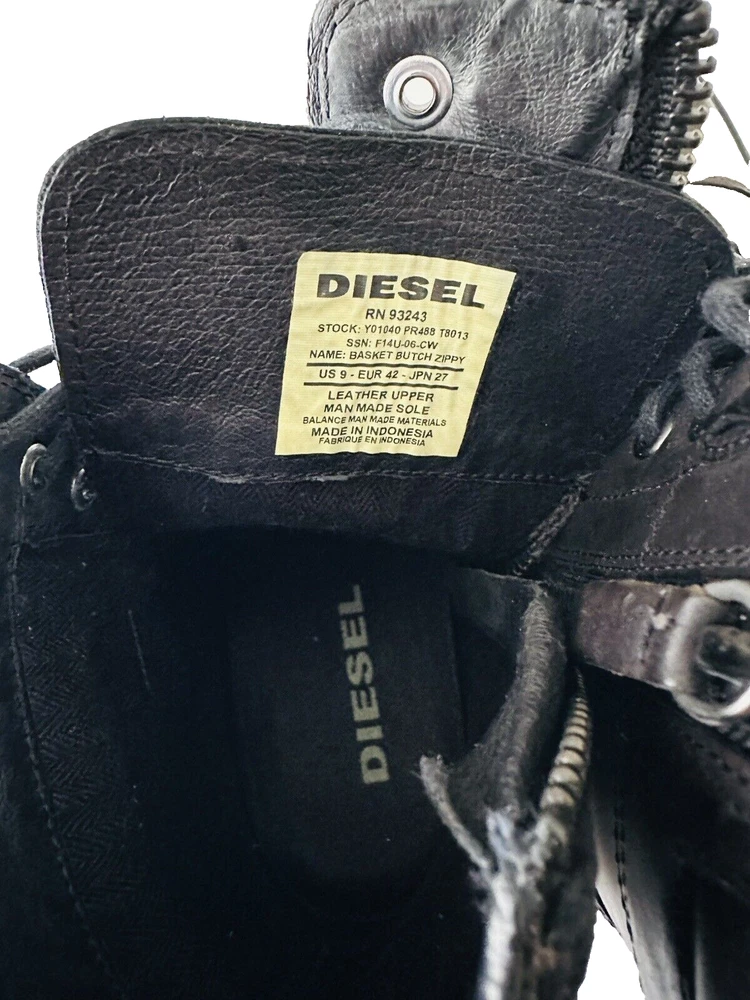 DIESEL
RN 93243
STOCK: Y01040 PR488 T8013
SSN: F14U-06-CW
NAME: BASKET BUTCH ZIPPY
US 9 - EUR 42 - JPN 27
LEATHER UPPER
MAN MADE SOLE
BALANCE MAN MADE MATERIALS
MADE IN INDONESIA
FABRIQUE EN INDONESIA
DIESEL